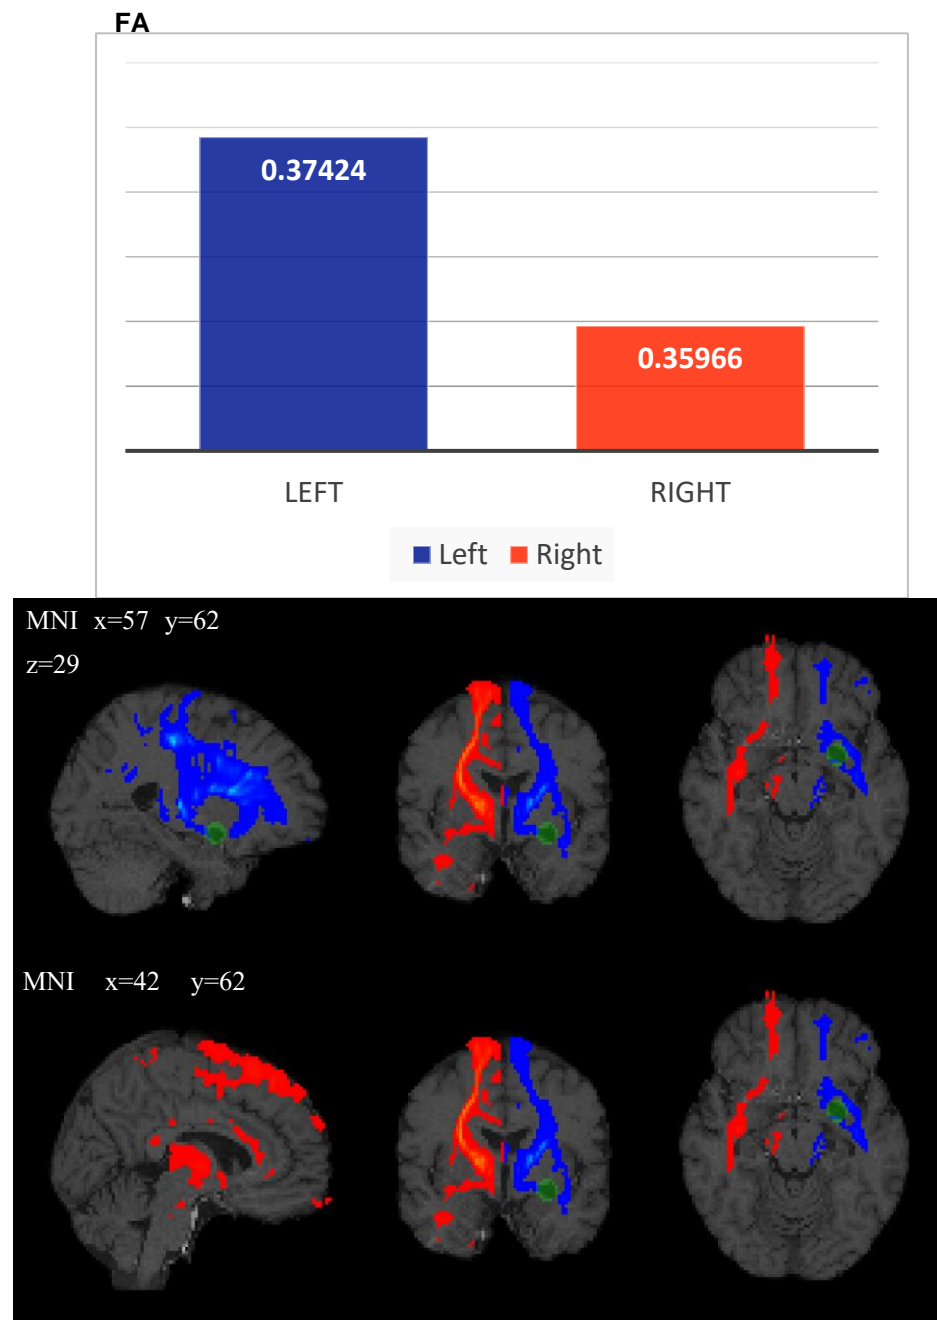 FA
0.37424
0.35966
LEFT RIGHT
Left Right
MNI x=57 y=62
z=29
MNI x=42 y=62